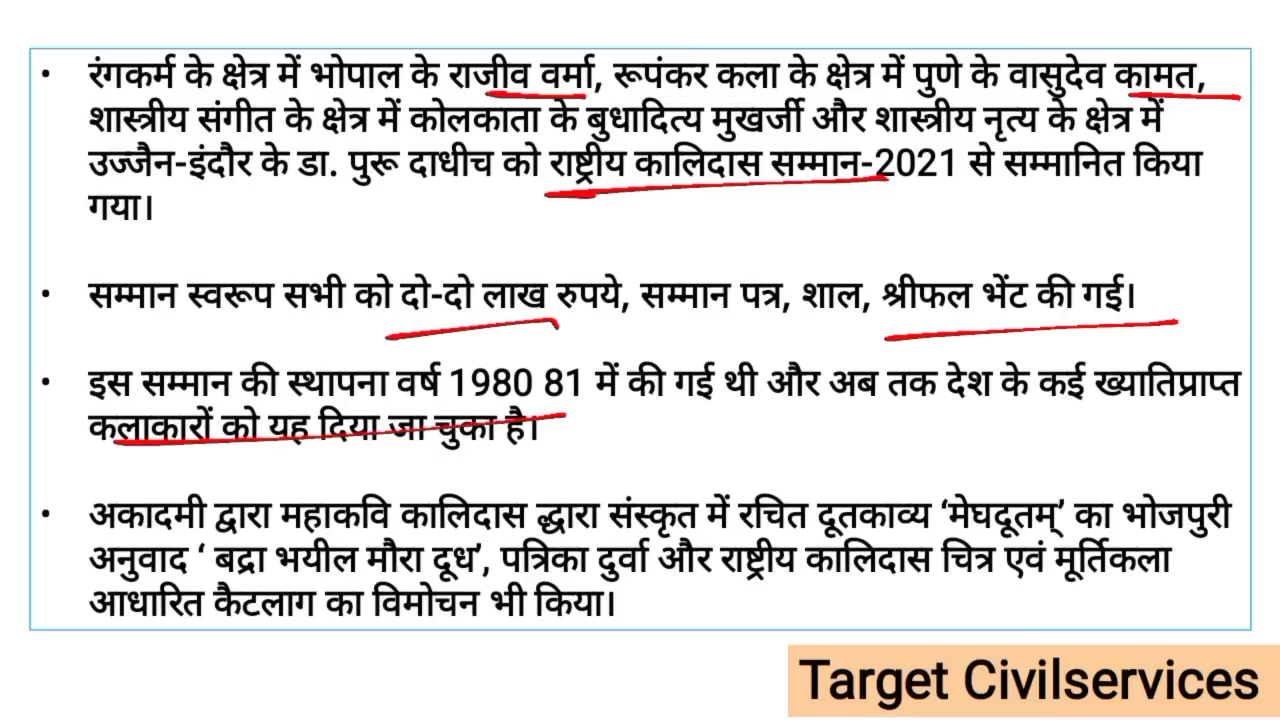 • रंगकर्म के क्षेत्र में भोपाल के राजीव वर्मा, रूपंकर कला के क्षेत्र में पुणे के वासुदेव कामत,
शास्त्रीय संगीत के क्षेत्र में कोलकाता के बुधादित्य मुखर्जी और शास्त्रीय नृत्य के क्षेत्र में
उज्जैन-इंदौर के डा. पुरू दाधीच को राष्ट्रीय कालिदास सम्मान-2021 से सम्मानित किया
गया।
• सम्मान स्वरूप सभी को दो-दो लाख रुपये, सम्मान पत्र, शाल, श्रीफल भेंट की गई।
• इस सम्मान की स्थापना वर्ष 1980 81 में की गई थी और अब तक देश के कई ख्यातिप्राप्त
कलाकारों को यह दिया जा चुका है।
• अकादमी द्वारा महाकवि कालिदास द्धारा संस्कृत में रचित दूतकाव्य ‘मेघदूतम्’ का भोजपुरी
अनुवाद ‘ बद्रा भयील मौरा दूध’, पत्रिका दुर्वा और राष्ट्रीय कालिदास चित्र एवं मूर्तिकला
आधारित कैटलाग का विमोचन भी किया।
Target Civilservices